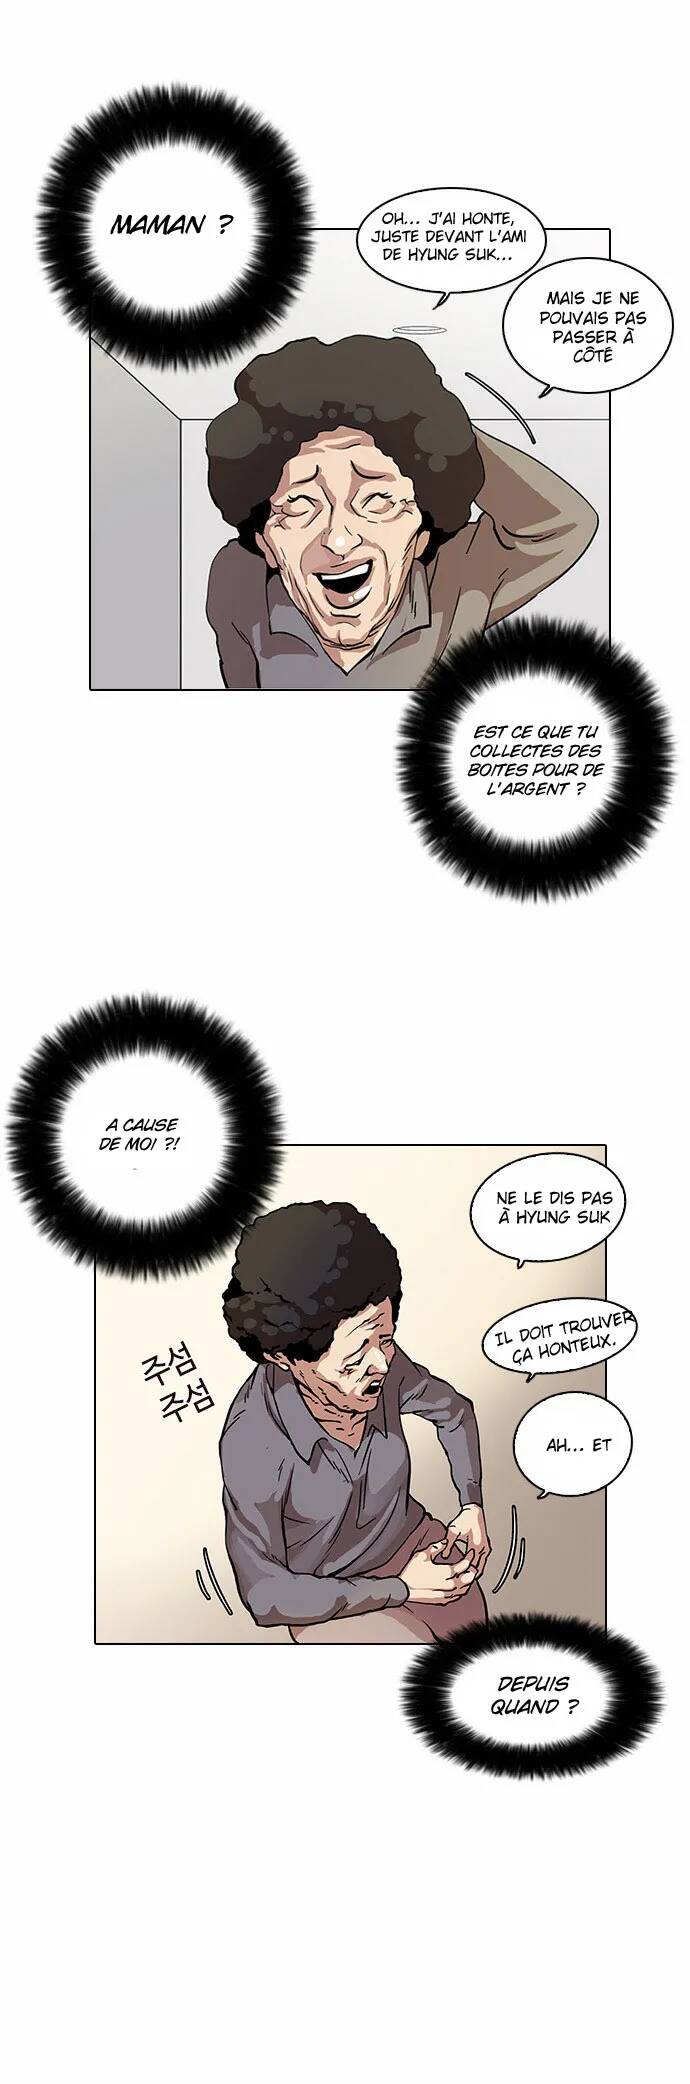 MAMAN ?
OH... J'AI HONTE,
JUSTE DEVANT L'AMI
DE HYUNG SUK...
MAIS JE NE
POUVAIS PAS
PASSER À
CÔTÉ
EST CE QUE TU
COLLECTES DES
BOITES POUR DE
L'ARGENT ?
A CAUSE
DE MOI ?!
NE LE DIS PAS
À HYUNG SUK
IL DOIT TROUVER
ÇA HONTEUX.
주섬
주섬
AH... ET
DEPUIS
QUAND ?